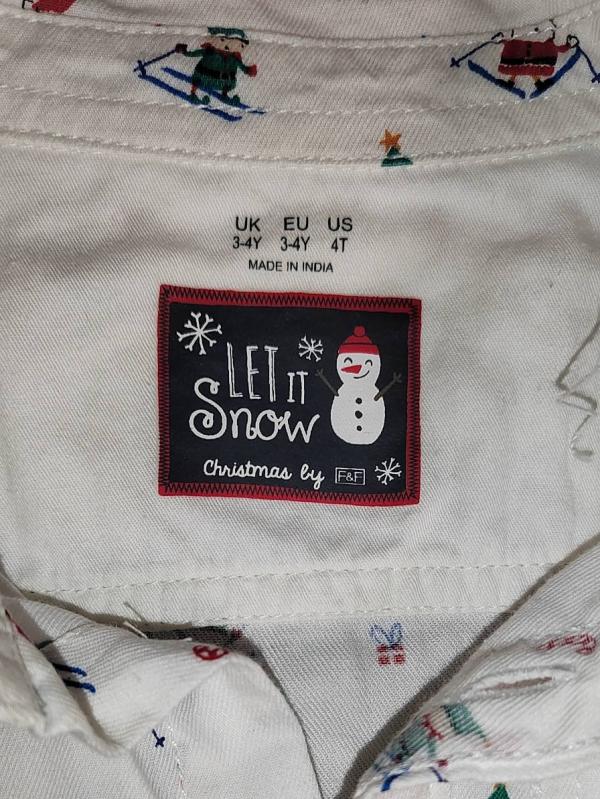 UK EU US
3-4Y 3-4Y 4T
MADE IN INDIA
LET IT
Snow
Christmas by F&F